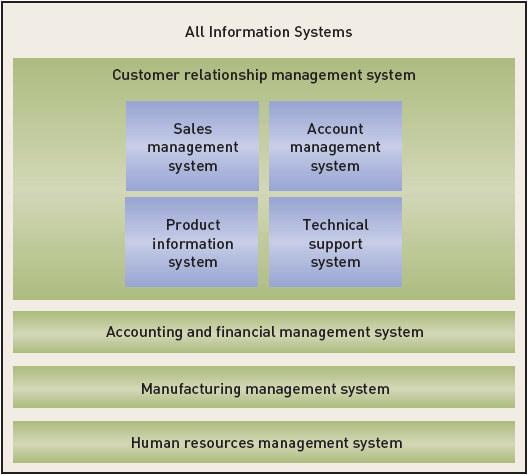 All Information Systems
Customer relationship management system
Sales
management
system
Account
management
system
Product
information
system
Technical
support
system
Accounting and financial management system
Manufacturing management system
Human resources management system